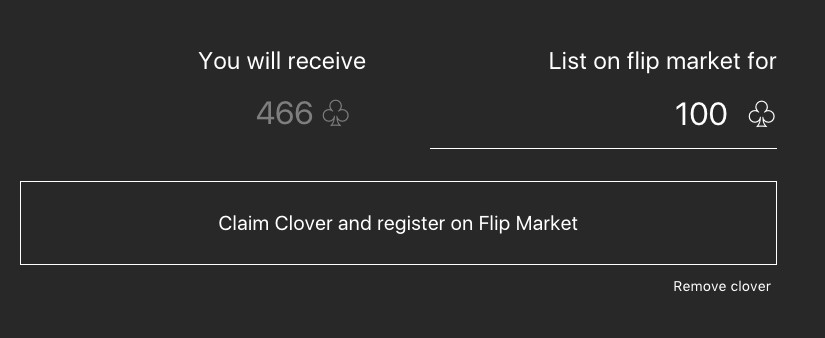 You will receive
List on flip market for
466 ♧
100 ♧
Claim Clover and register on Flip Market
Remove clover